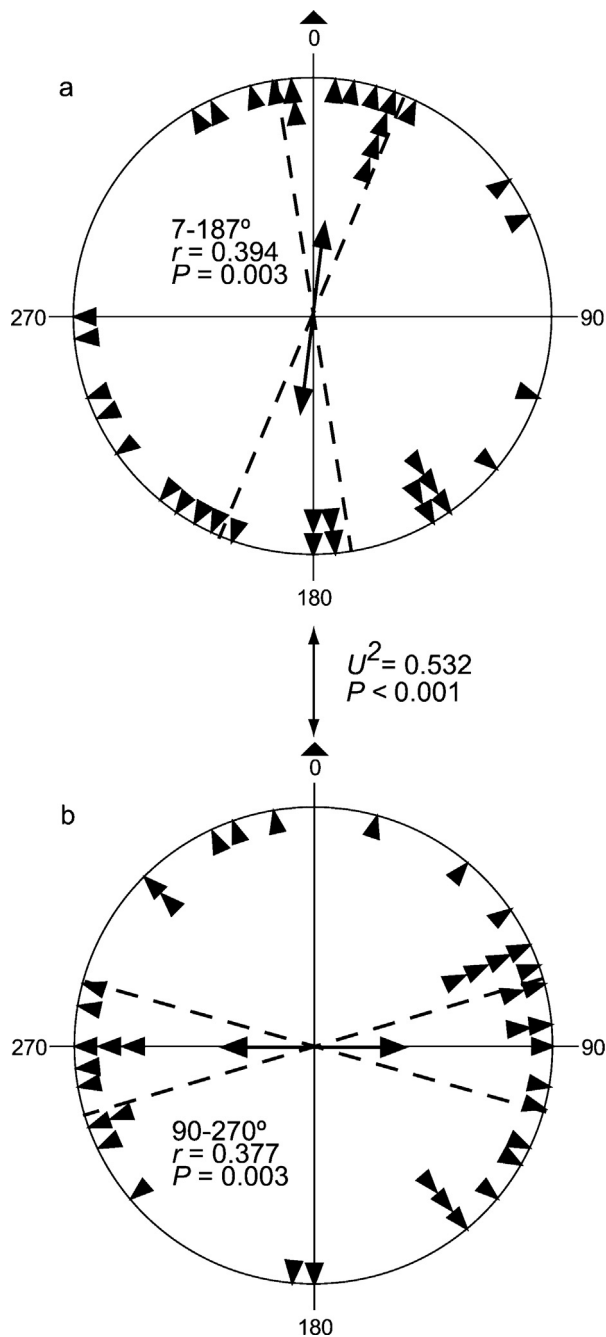 0
a
7-187º
r = 0.394
P = 0.003
270
90
180
U² = 0.532
P < 0.001
0
b
270
90
90-270º
r = 0.377
P = 0.003
180